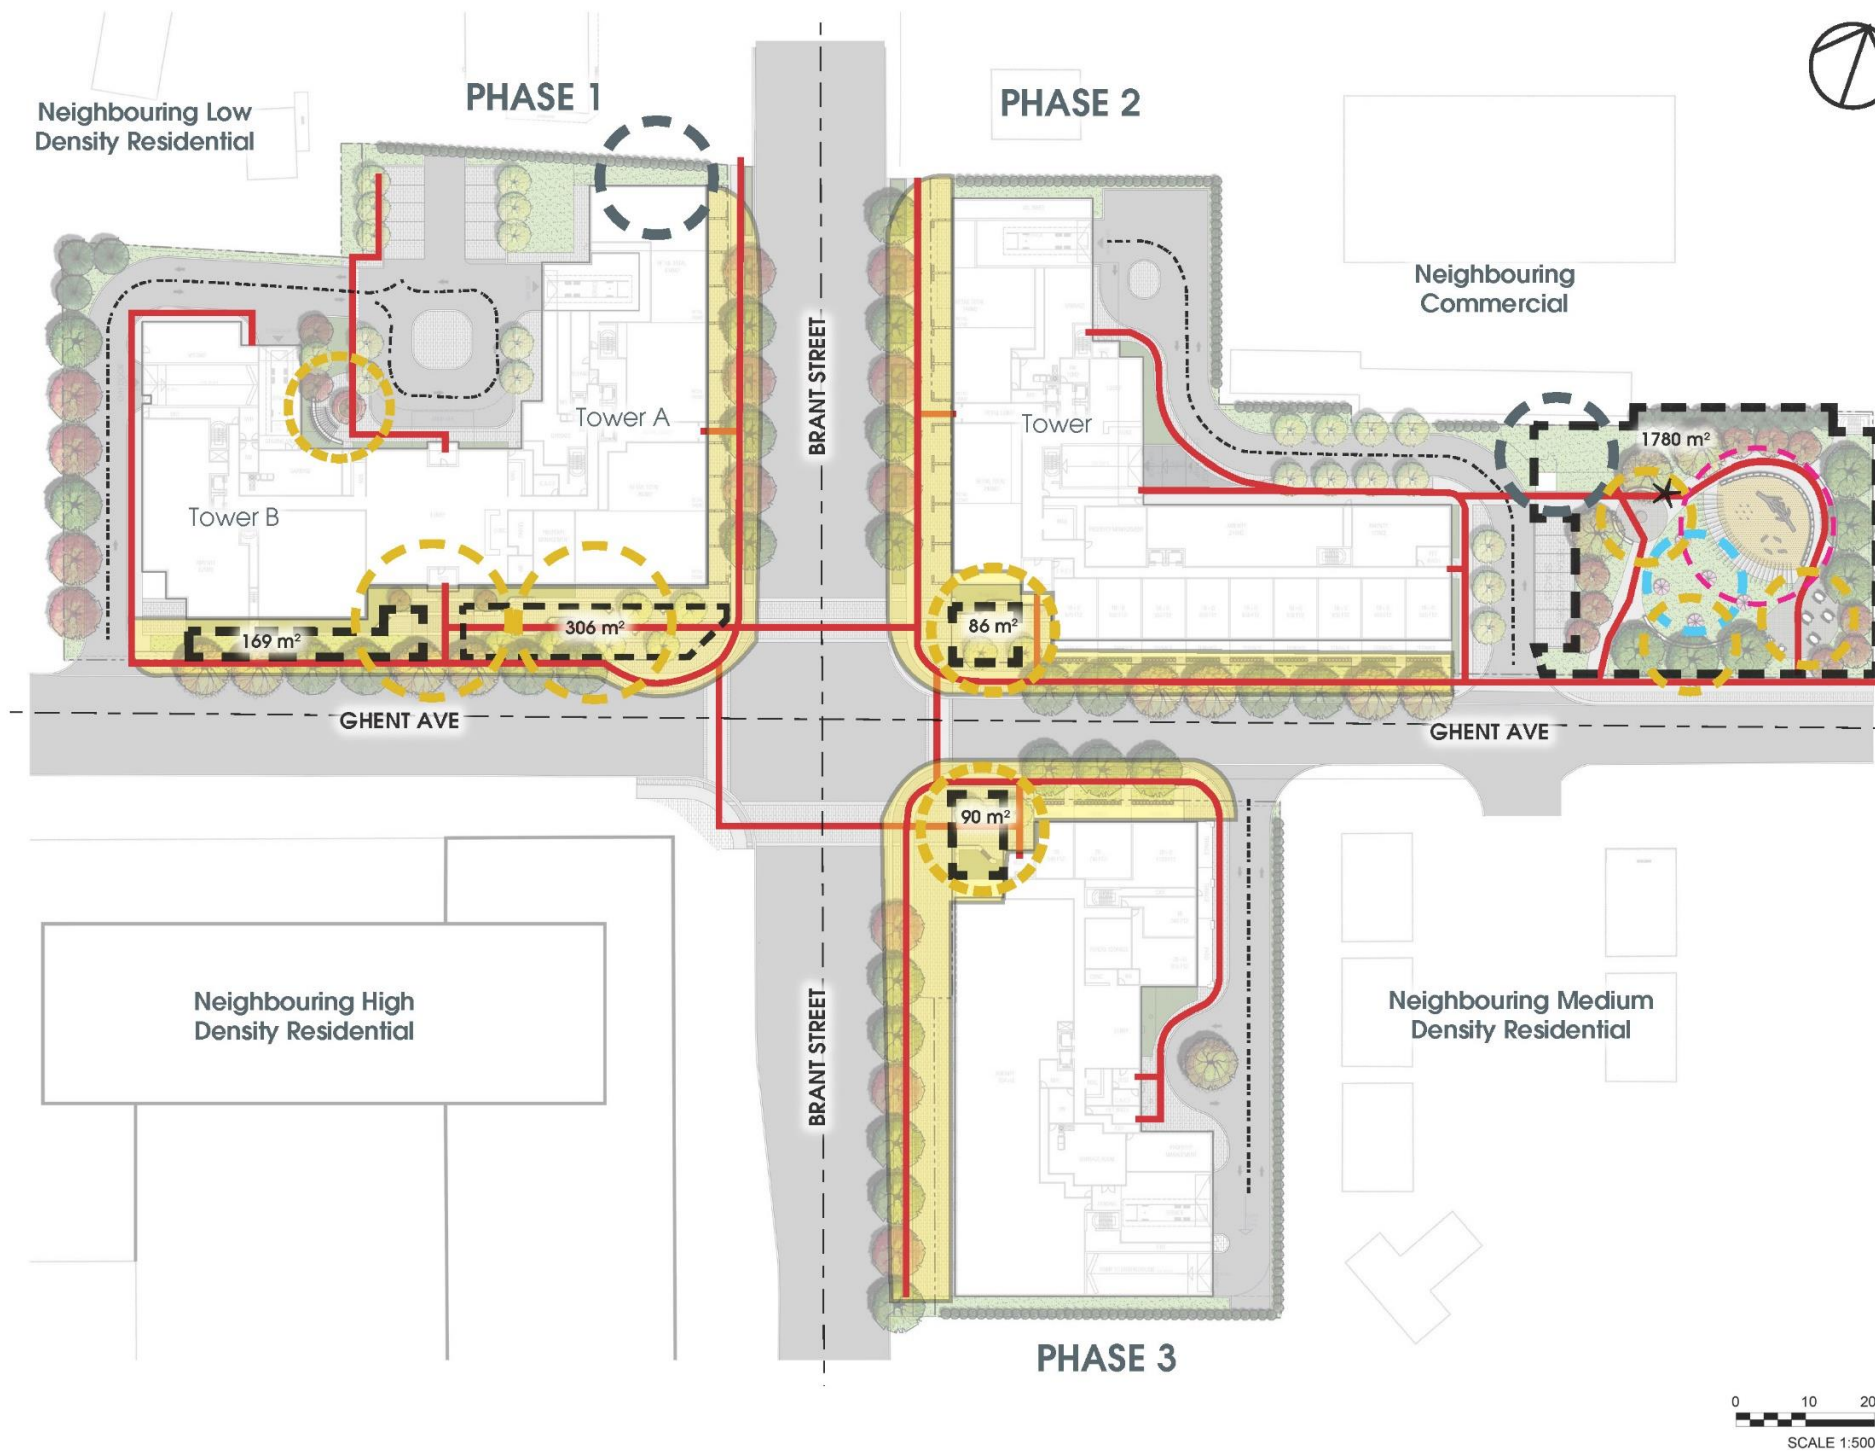 PHASE 1
PHASE 2
Neighbouring Low
Density Residential
Neighbouring
Commercial
BRANT STREET
Tower A
Tower
Tower B
1780 m²
169 m²
306 m²
86 m²
GHENT AVE
GHENT AVE
90 m²
Neighbouring High
Density Residential
BRANT STREET
Neighbouring Medium
Density Residential
PHASE 3
0 10 20
SCALE 1:500